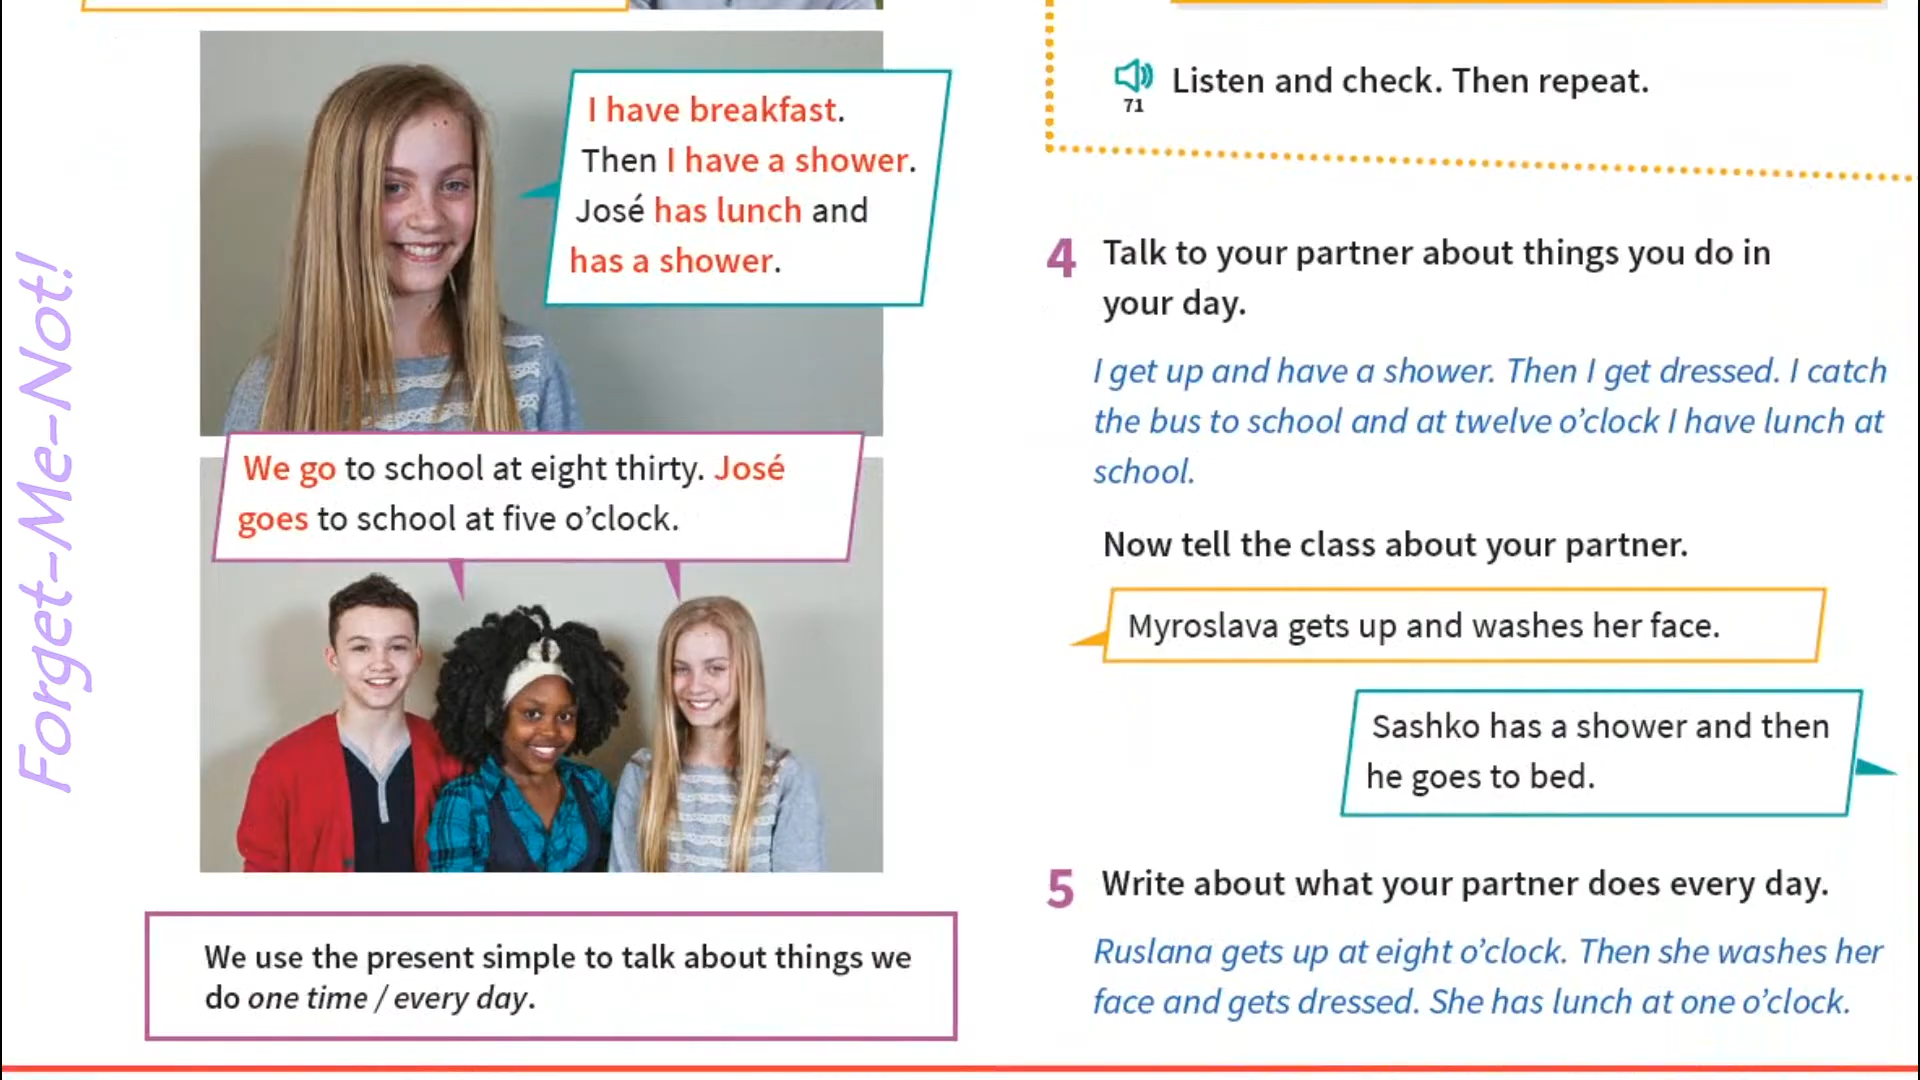 Forget-Me-Not!
I have breakfast.
Then I have a shower.
José has lunch and
has a shower.
We go to school at eight thirty. José
goes to school at five o’clock.
We use the present simple to talk about things we
do one time / every day.
71
Listen and check. Then repeat.
4
Talk to your partner about things you do in
your day.
I get up and have a shower. Then I get dressed. I catch
the bus to school and at twelve o’clock I have lunch at
school.
Now tell the class about your partner.
Myroslava gets up and washes her face.
Sashko has a shower and then
he goes to bed.
5
Write about what your partner does every day.
Ruslana gets up at eight o’clock. Then she washes her
face and gets dressed. She has lunch at one o’clock.